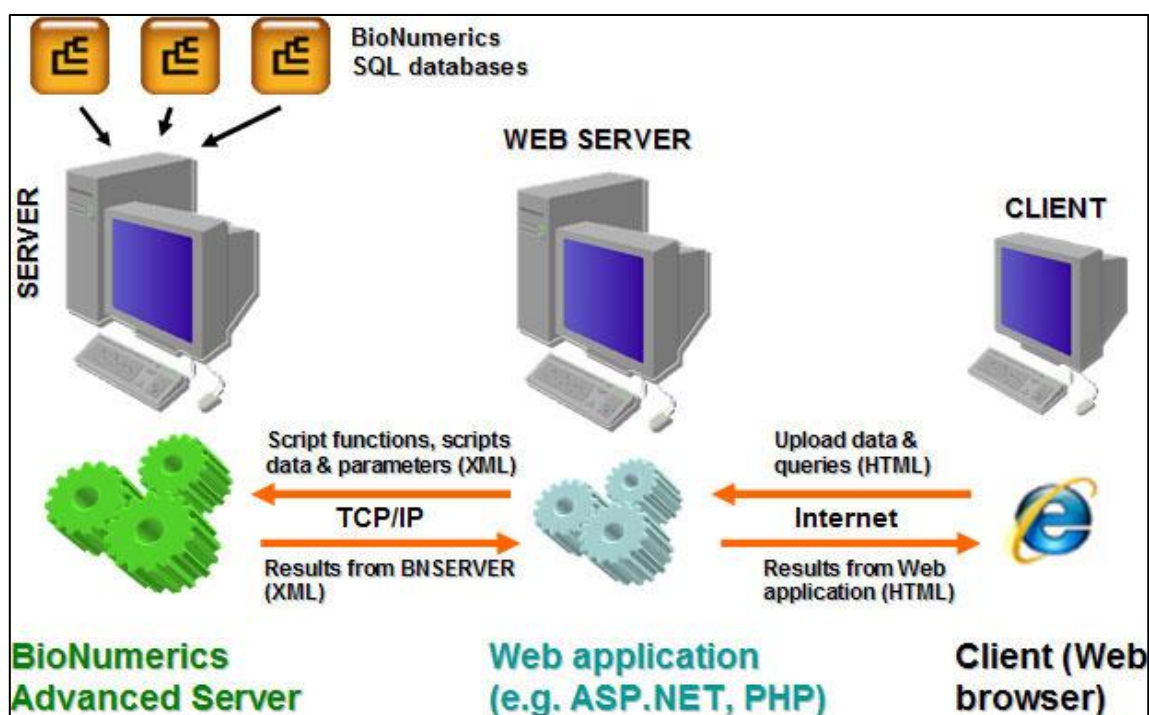 BioNumerics
SQL databases
SERVER
WEB SERVER
CLIENT
Script functions, scripts
data & parameters (XML)
TCP/IP
Results from BNSERVER
(XML)
Upload data &
queries (HTML)
Internet
Results from Web
application (HTML)
BioNumerics
Advanced Server
Web application
(e.g. ASP.NET, PHP)
Client (Web
browser)